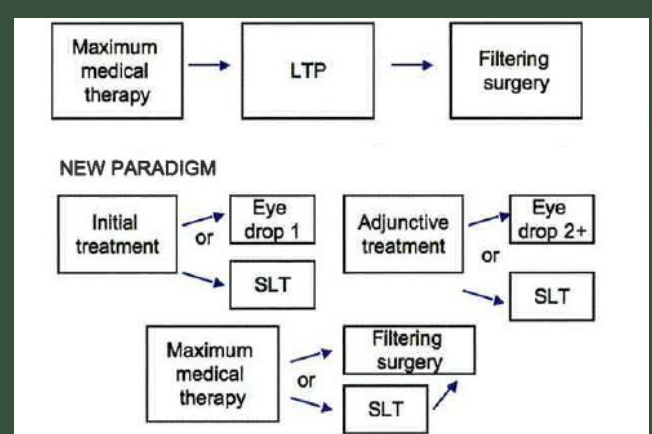 Maximum
medical
therapy
LTP
Filtering
surgery
NEW PARADIGM
Initial
treatment
or
Eye
drop 1
SLT
Adjunctive
treatment
or
Eye
drop 2+
SLT
Maximum
medical
therapy
or
Filtering
surgery
SLT